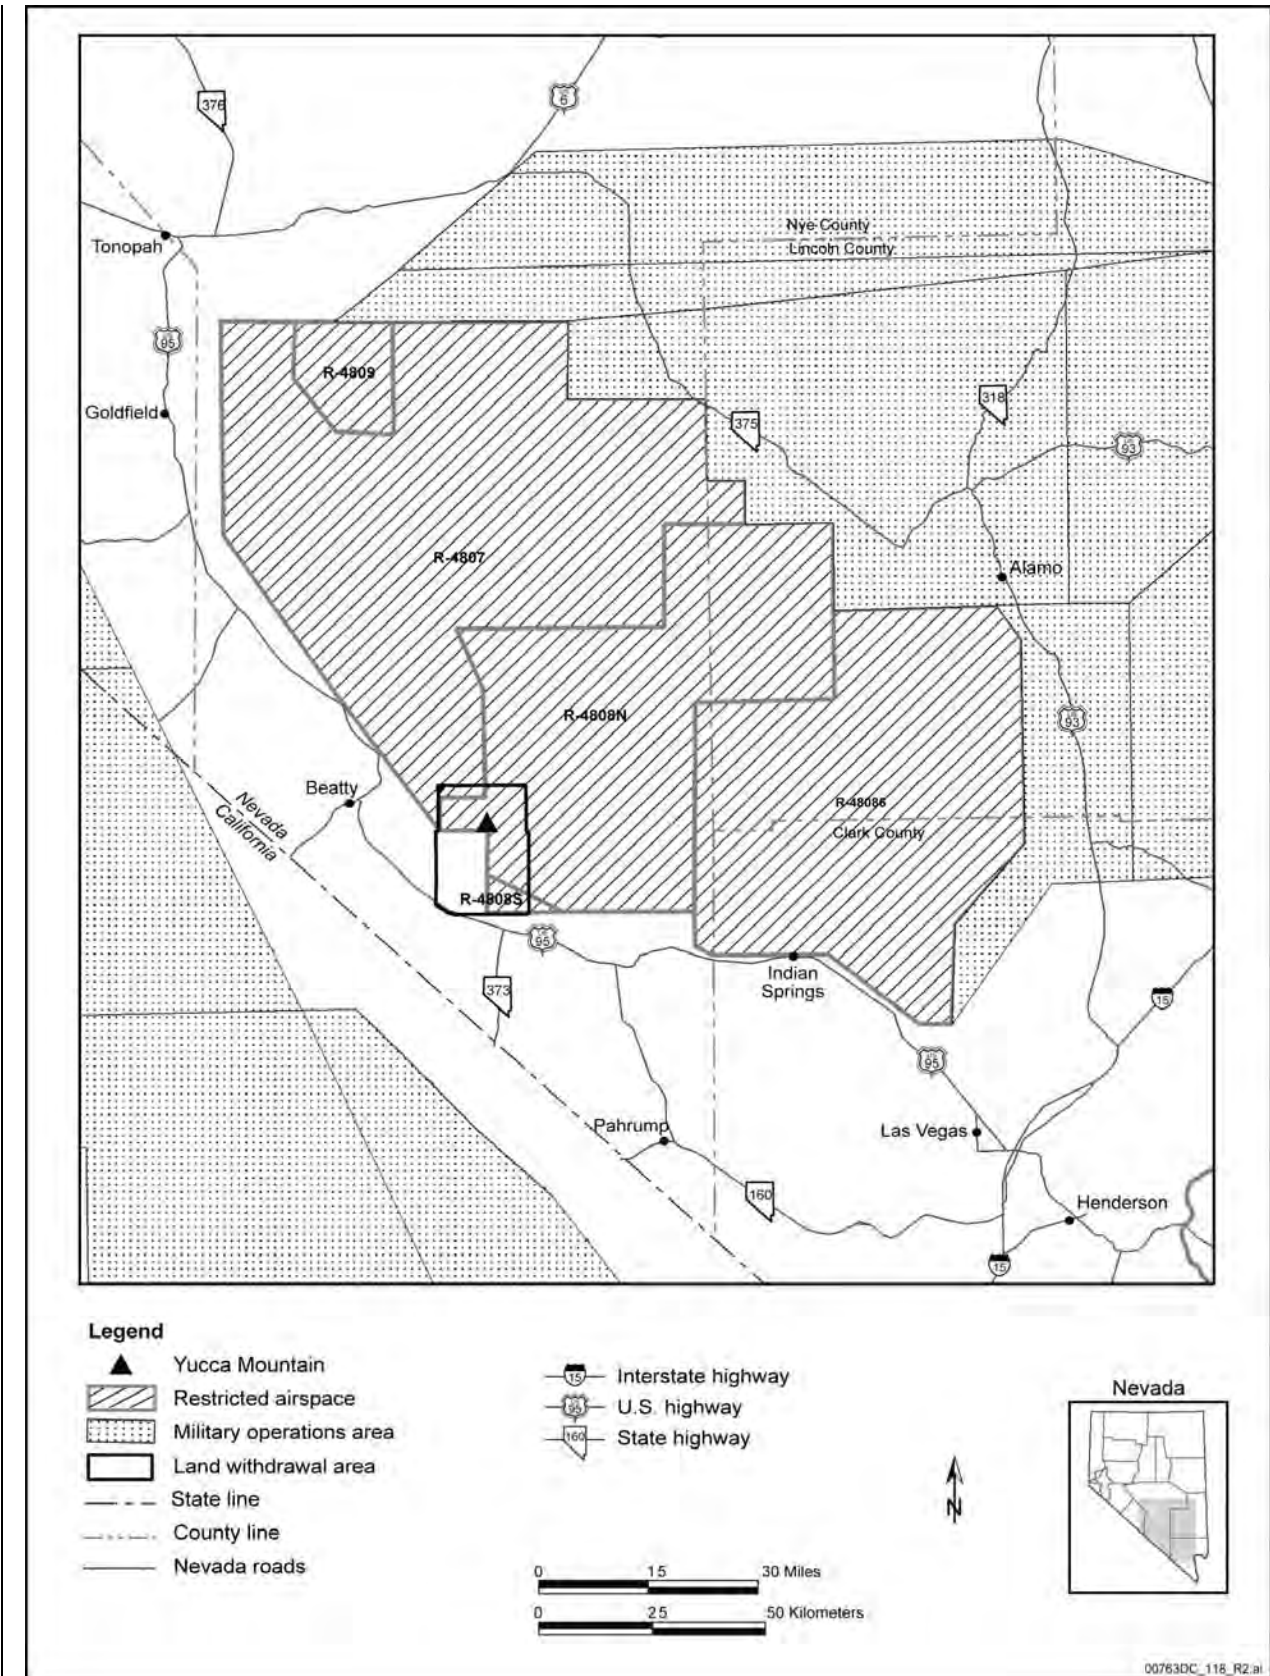 376
US
6
Nye County
Lincoln County
Tonopah
95
R-4809
Goldfield
375
318
93
R-4807
Alamo
R-4808N
93
Beatty
Nevada
California
R-48086
Clark County
R-4808S
95
373
Indian
Springs
15
95
Pahrump
Las Vegas
160
Henderson
15
Legend
Yucca Mountain
Restricted airspace
Military operations area
Land withdrawal area
State line
County line
Nevada roads
15 Interstate highway
95 U.S. highway
160 State highway
N
Nevada
0 15 30 Miles
0 25 50 Kilometers
00763DC_118_R2.ai